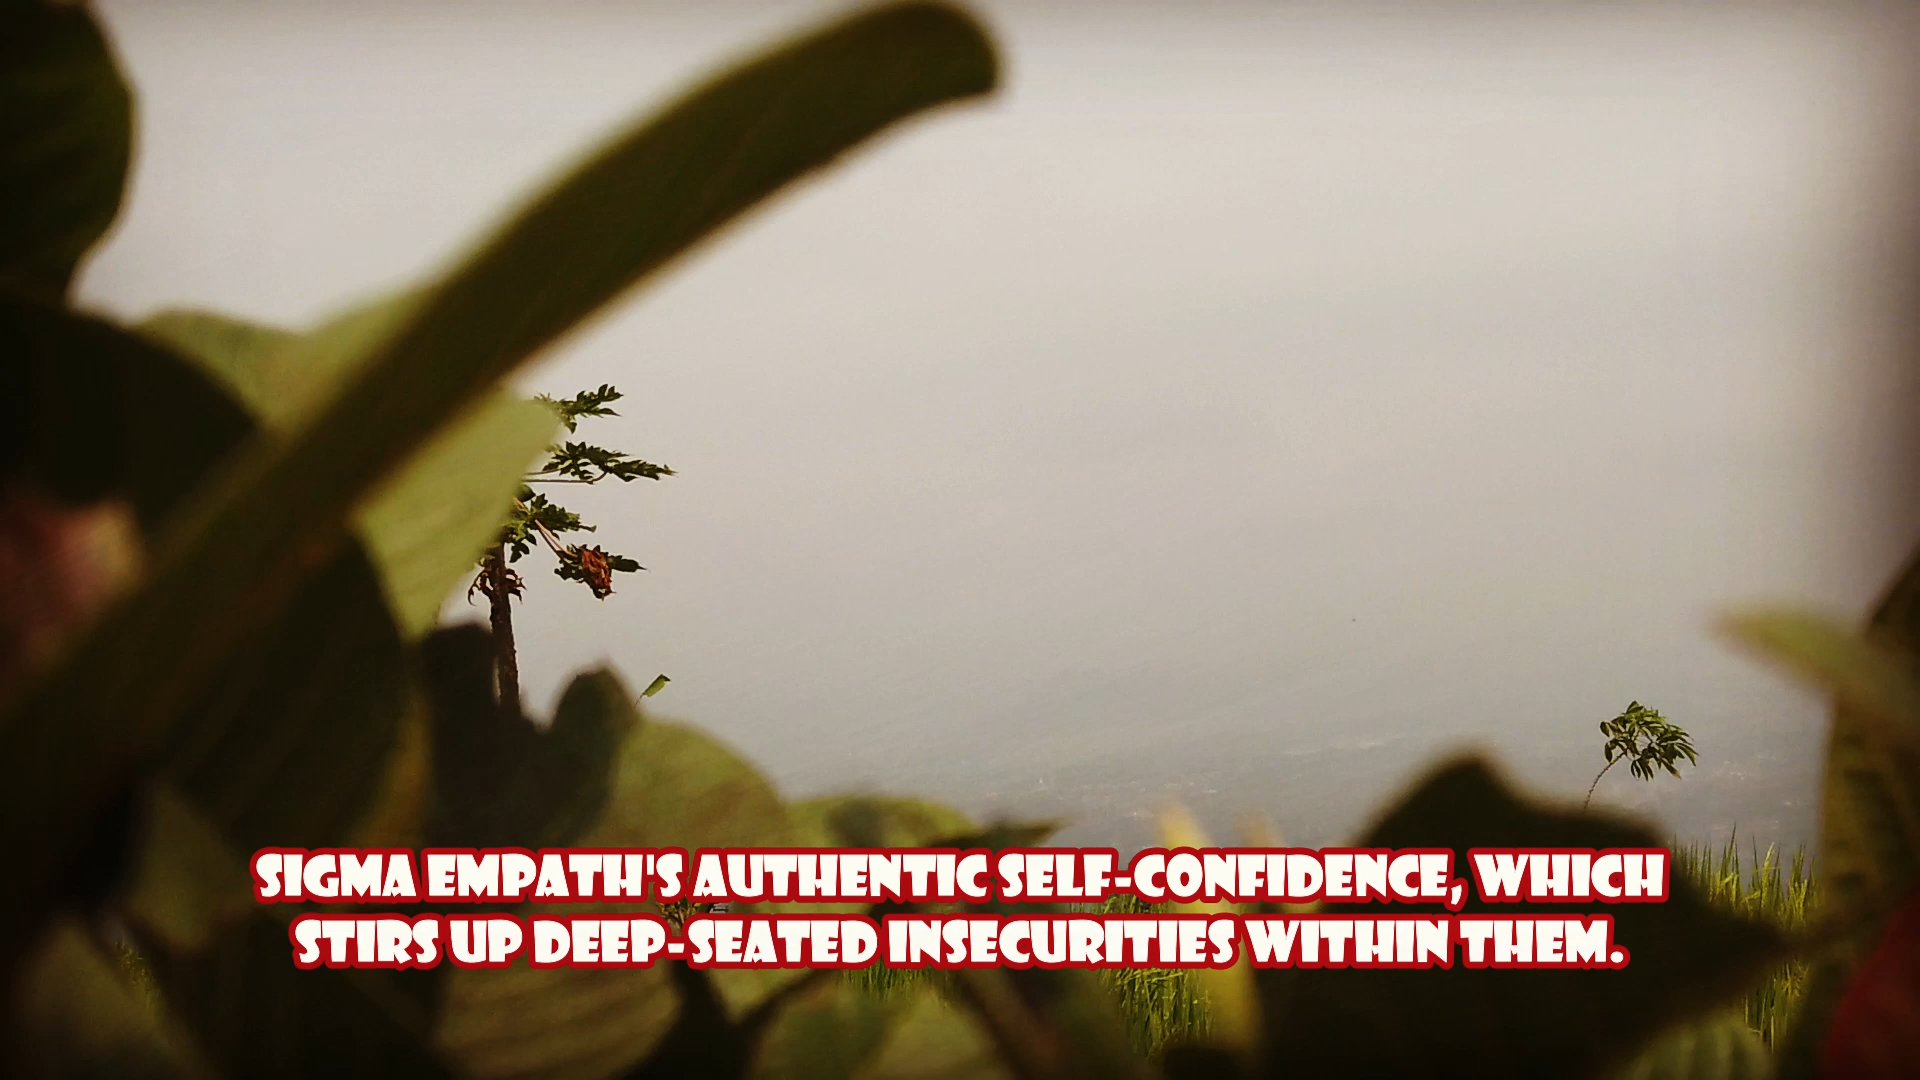 SIGMA EMPATH'S AUTHENTIC SELF-CONFIDENCE, WHICH
STIRS UP DEEP-SEATED INSECURITIES WITHIN THEM.